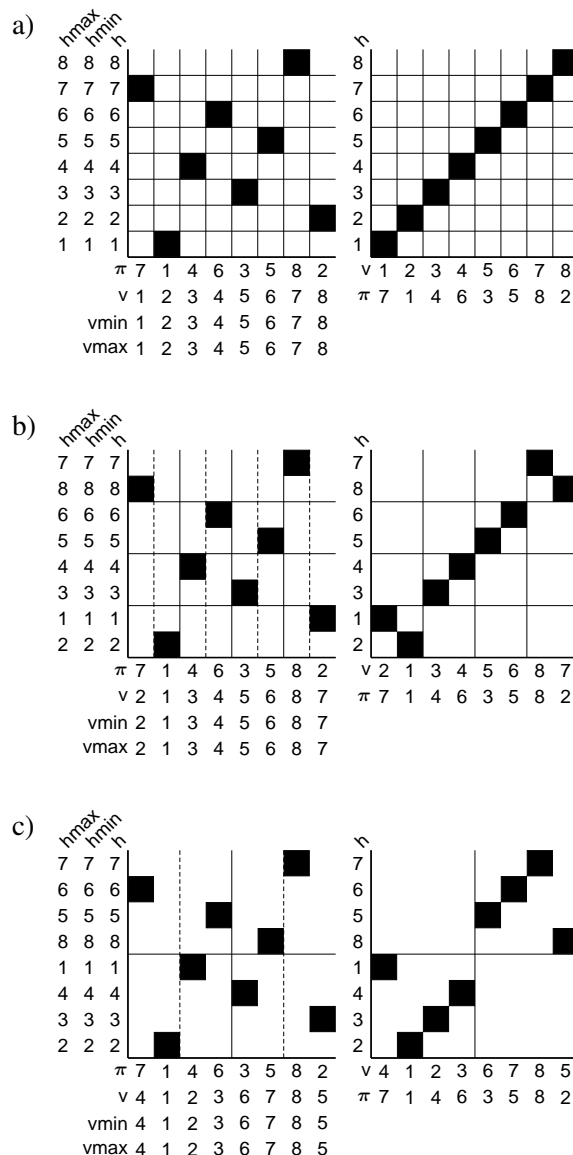 a)
hmax hmin h h
8 8 8 8
7 7 7 7
6 6 6 6
5 5 5 5
4 4 4 4
3 3 3 3
2 2 2 2
1 1 1 1
π 7 1 4 6 3 5 8 2 v 1 2 3 4 5 6 7 8
v 1 2 3 4 5 6 7 8 π 7 1 4 6 3 5 8 2
vmin 1 2 3 4 5 6 7 8
vmax 1 2 3 4 5 6 7 8
b)
hmax hmin h h
7 7 7 7
8 8 8 8
6 6 6 6
5 5 5 5
4 4 4 4
3 3 3 3
1 1 1 1
2 2 2 2
π 7 1 4 6 3 5 8 2 v 2 1 3 4 5 6 8 7
v 2 1 3 4 5 6 8 7 π 7 1 4 6 3 5 8 2
vmin 2 1 3 4 5 6 8 7
vmax 2 1 3 4 5 6 8 7
c)
hmax hmin h h
7 7 7 7
6 6 6 6
5 5 5 5
8 8 8 8
1 1 1 1
4 4 4 4
3 3 3 3
2 2 2 2
π 7 1 4 6 3 5 8 2 v 4 1 2 3 6 7 8 5
v 4 1 2 3 6 7 8 5 π 7 1 4 6 3 5 8 2
vmin 4 1 2 3 6 7 8 5
vmax 4 1 2 3 6 7 8 5